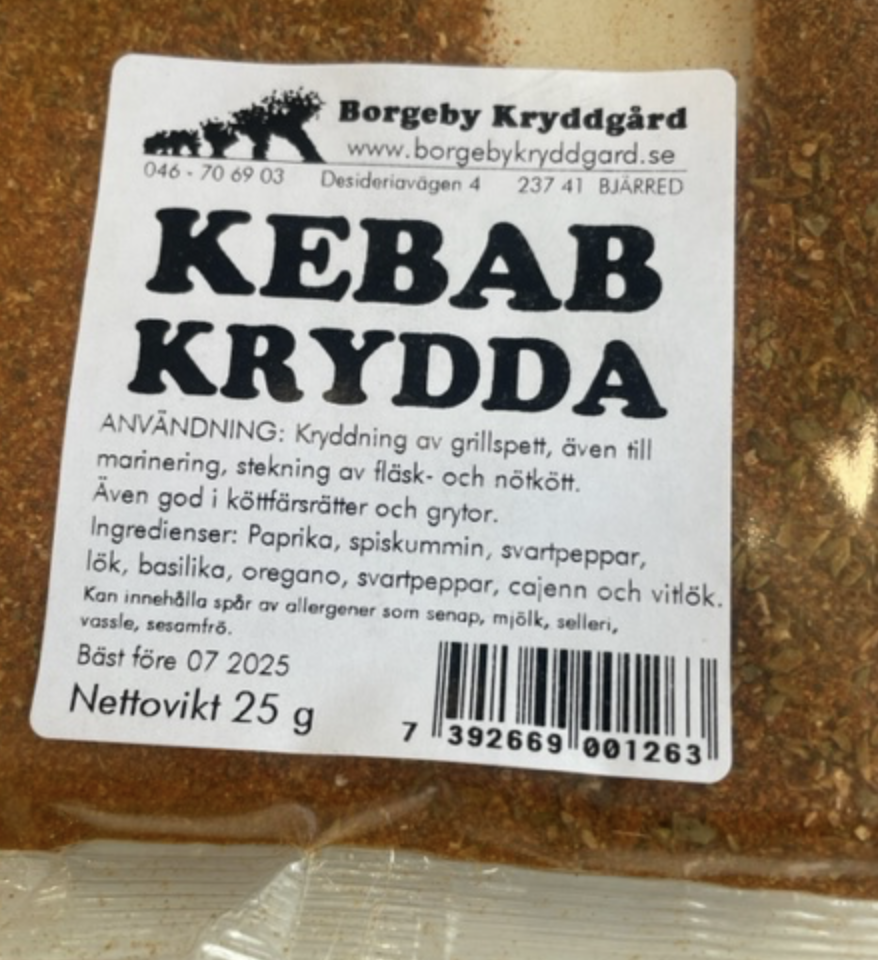 Borgeby Kryddgård
www.borgebykryddgard.se
046 - 70 69 03 Desideriavägen 4 237 41 BJÄRRED
KEBAB
KRYDDA
ANVÄNDNING: Kryddning av grillspett, även till
marinering, stekning av fläsk- och nötkött.
Även god i köttfärsrätter och grytor.
Ingredienser: Paprika, spiskummin, svartpeppar,
lök, basilika, oregano, svartpeppar, cajenn och vitlök.
Kan innehålla spår av allergener som senap, mjölk, selleri,
vassle, sesamfrö.
Bäst före 07 2025
Nettovikt 25 g
7 392669 001263